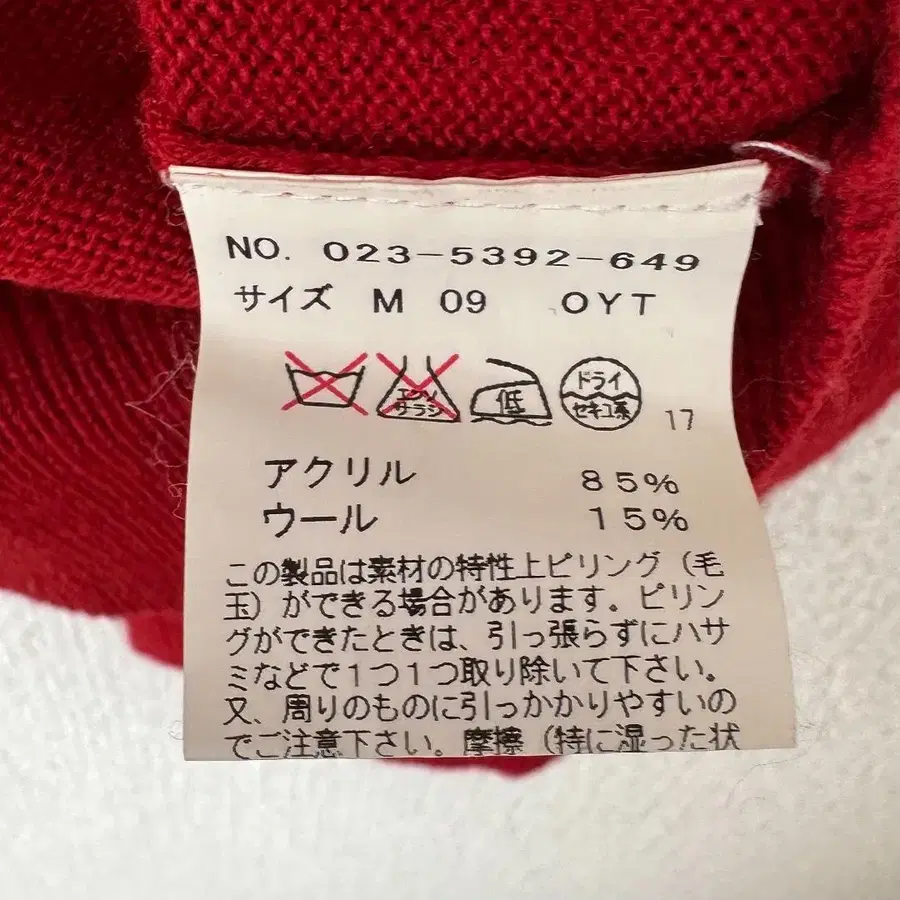 NO. 023-5392-649
サイズ M 09 OYT
エンソ サラシ 低 ドライ セキユ系 17
アクリル 85%
ウール 15%
この製品は素材の特性上ピリング（毛
玉）ができる場合があります。ピリン
グができたときは、引っ張らずにハサ
ミなどで１つ１つ取り除いて下さい。
又、周りのものに引っかかりやすいの
でご注意下さい。摩擦（特に湿った状